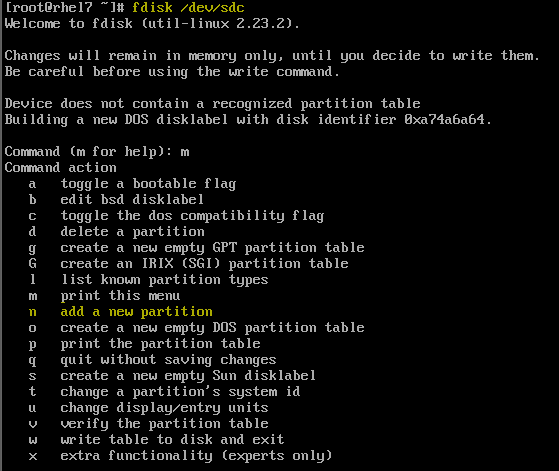 [root@rhel7 ~]# fdisk /dev/sdc
Welcome to fdisk (util-linux 2.23.2).
Changes will remain in memory only, until you decide to write them.
Be careful before using the write command.
Device does not contain a recognized partition table
Building a new DOS disklabel with disk identifier 0xa74a6a64.
Command (m for help): m
Command action
a   toggle a bootable flag
b   edit bsd disklabel
c   toggle the dos compatibility flag
d   delete a partition
g   create a new empty GPT partition table
G   create an IRIX (SGI) partition table
l   list known partition types
m   print this menu
n   add a new partition
o   create a new empty DOS partition table
p   print the partition table
q   quit without saving changes
s   create a new empty Sun disklabel
t   change a partition's system id
u   change display/entry units
v   verify the partition table
w   write table to disk and exit
x   extra functionality (experts only)